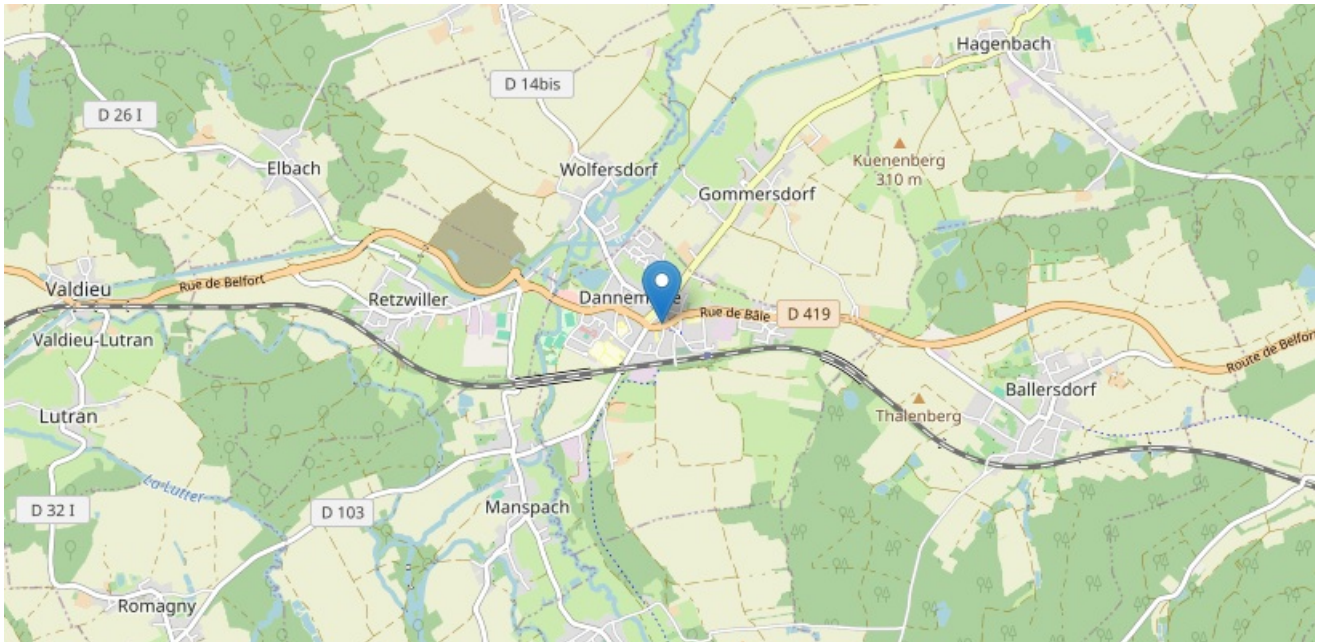 Hagenbach
D 14bis
D 26 I
Kuenenberg
310 m
Elbach
Wolfersdorf
Gommersdorf
Rue de Belfort
Valdieu
Retzwiller
Rue de Bâle
D 419
Valdieu-Lutran
Route de Belfort
Ballersdorf
Lutran
Thalenberg
La Lutter
D 32 I
D 103
Manspach
Romagny